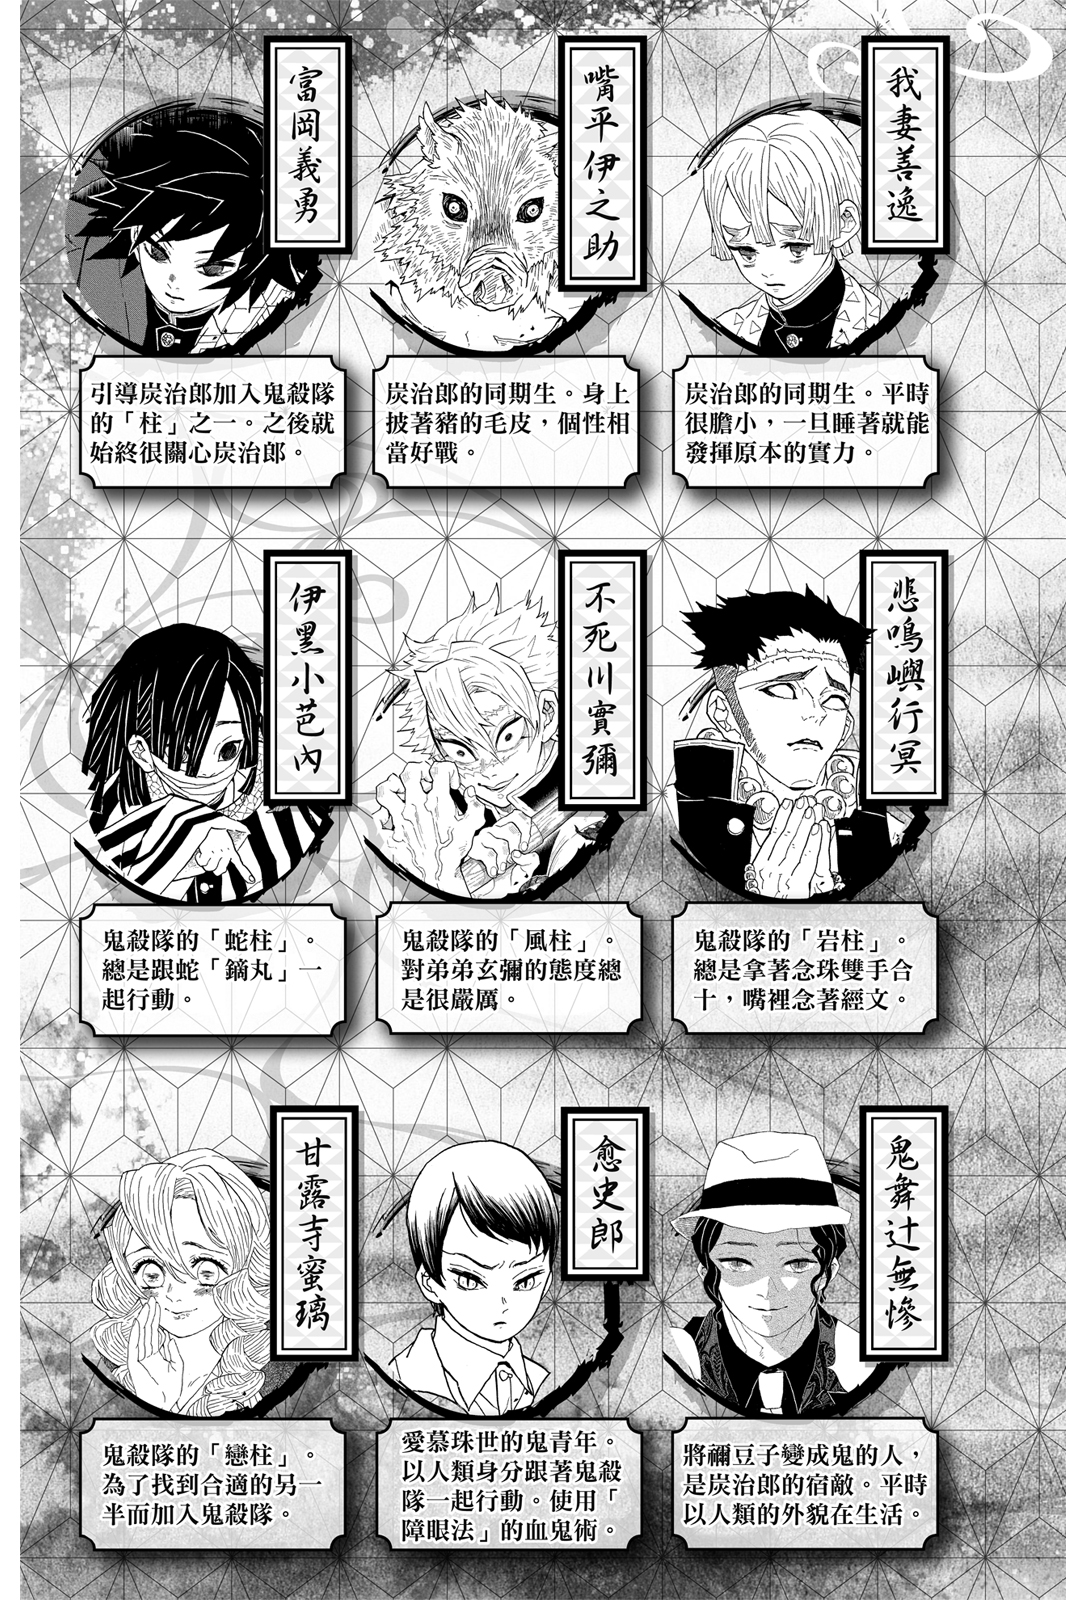 我妻善逸
炭治郎的同期生。平時
很膽小，一旦睡著就能
發揮原本的實力。
嘴平伊之助
炭治郎的同期生。身上
披著豬的毛皮，個性相
當好戰。
富岡義勇
引導炭治郎加入鬼殺隊
的「柱」之一。之後就
始終很關心炭治郎。
悲鳴嶼行冥
鬼殺隊的「岩柱」。
總是拿著念珠雙手合
十，嘴裡念著經文。
不死川實彌
鬼殺隊的「風柱」。
對弟弟玄彌的態度總
是很嚴厲。
伊黑小芭內
鬼殺隊的「蛇柱」。
總是跟蛇「鏑丸」一
起行動。
鬼舞辻無慘
將禰豆子變成鬼的人，
是炭治郎的宿敵。平時
以人類的外貌在生活。
愈史郎
愛慕珠世的鬼青年。
以人類身分跟著鬼殺
隊一起行動。使用「
障眼法」的血鬼術。
甘露寺蜜璃
鬼殺隊的「戀柱」。
為了找到合適的另一
半而加入鬼殺隊。